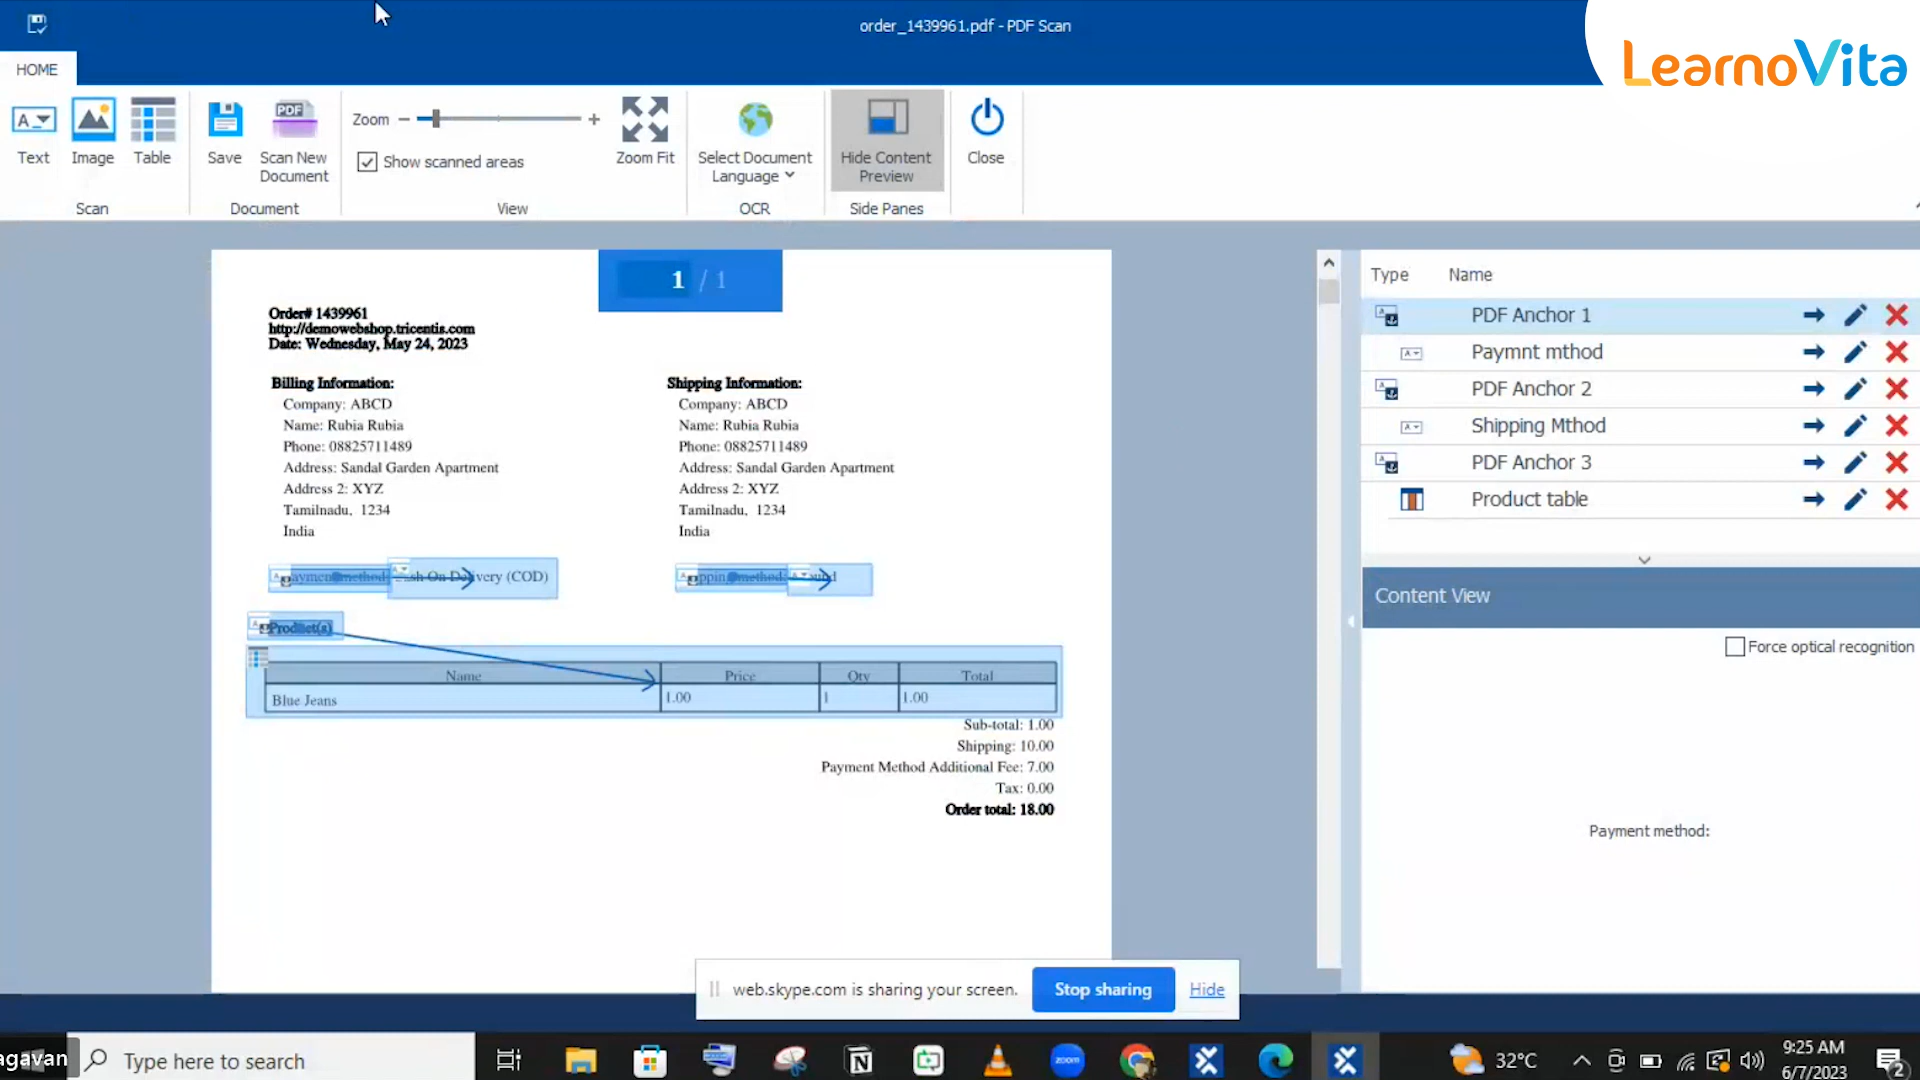 order_1439961.pdf - PDF Scan
LearnoVita
HOME
A
Text
Image
Table
Save
PDF
Scan New
Document
Zoom
Show scanned areas
Zoom Fit
Select Document
Language
Hide Content
Preview
Close
Scan
Document
View
OCR
Side Panes
1 / 1
Order# 1439961
http://demowebshop.tricentis.com
Date: Wednesday, May 24, 2023
Billing Information:
Company: ABCD
Name: Rubia Rubia
Phone: 08825711489
Address: Sandal Garden Apartment
Address 2: XYZ
Tamilnadu, 1234
India
Shipping Information:
Company: ABCD
Name: Rubia Rubia
Phone: 08825711489
Address: Sandal Garden Apartment
Address 2: XYZ
Tamilnadu, 1234
India
method: On Delivery (COD)
method:
Product(s)
Name Price Qty Total
Blue Jeans 1.00 1 1.00
Sub-total: 1.00
Shipping: 10.00
Payment Method Additional Fee: 7.00
Tax: 0.00
Order total: 18.00
Type Name
PDF Anchor 1
Paymnt mthod
PDF Anchor 2
Shipping Mthod
PDF Anchor 3
Product table
Content View
Force optical recognition
Payment method:
web.skype.com is sharing your screen.
Stop sharing
Hide
agavan
Type here to search
zoom
32°C
9:25 AM
6/7/2023
2